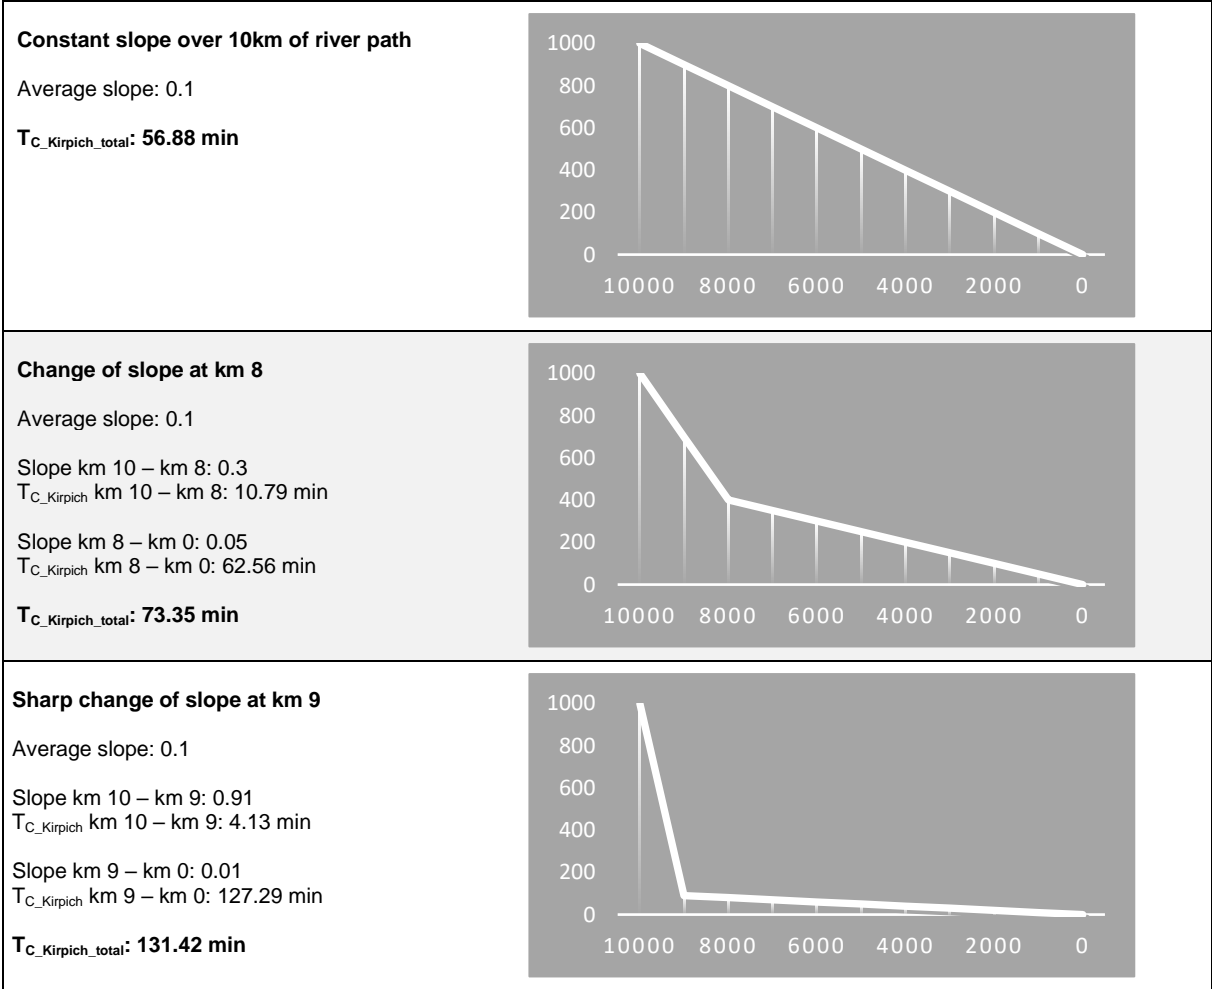 Constant slope over 10km of river path
Average slope: 0.1
TC_Kirpich_total: 56.88 min
1000
800
600
400
200
0
10000 8000 6000 4000 2000 0
Change of slope at km 8
Average slope: 0.1
Slope km 10 – km 8: 0.3
TC_Kirpich km 10 – km 8: 10.79 min
Slope km 8 – km 0: 0.05
TC_Kirpich km 8 – km 0: 62.56 min
TC_Kirpich_total: 73.35 min
1000
800
600
400
200
0
10000 8000 6000 4000 2000 0
Sharp change of slope at km 9
Average slope: 0.1
Slope km 10 – km 9: 0.91
TC_Kirpich km 10 – km 9: 4.13 min
Slope km 9 – km 0: 0.01
TC_Kirpich km 9 – km 0: 127.29 min
TC_Kirpich_total: 131.42 min
1000
800
600
400
200
0
10000 8000 6000 4000 2000 0